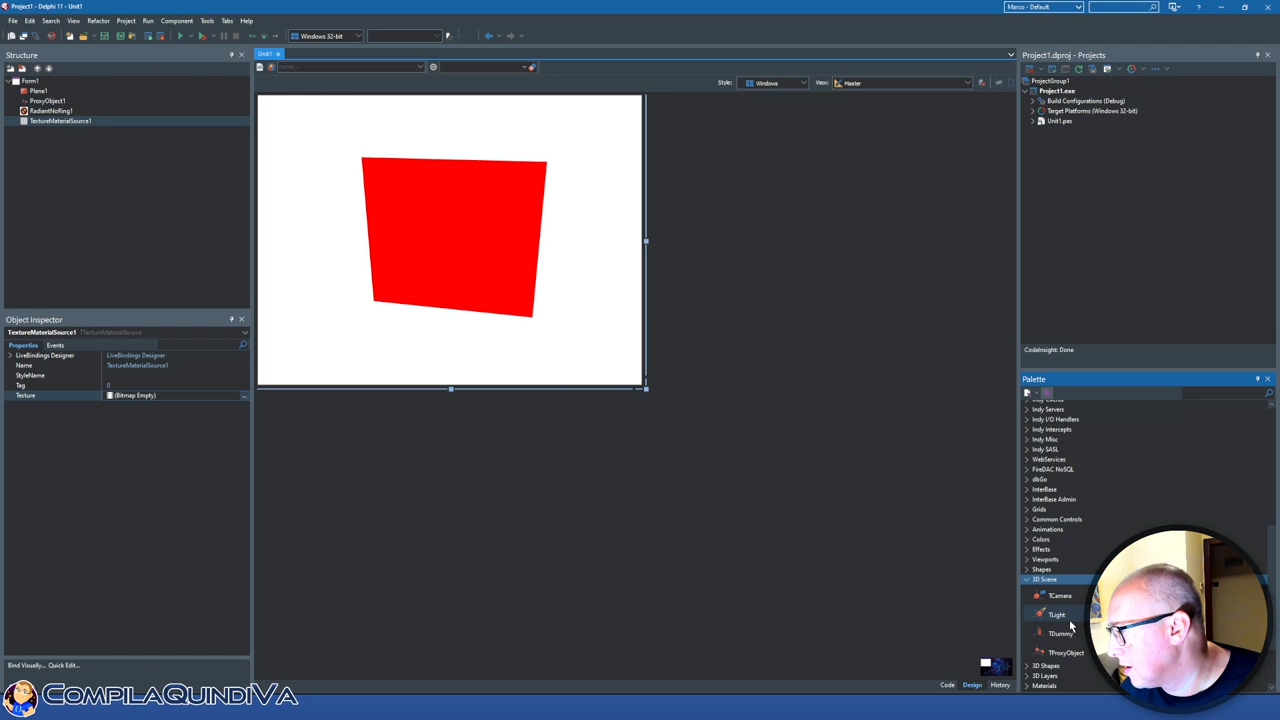 Project1 - Delphi 11 - Unit1
Marco - Default
File Edit Search View Refactor Project Run Component Tools Tabs Help
Windows 32-bit
Structure
Form1
Plane1
ProxyObject1
RadiantNoRing1
TextureMaterialSource1
Object Inspector
TextureMaterialSource1 TTextureMaterialSource
Properties Events
LiveBindings Designer LiveBindings Designer
Name TextureMaterialSource1
StyleName
Tag 0
Texture (Bitmap Empty)
Bind Visually... Quick Edit...
Unit1
Style: Windows View: Master
Code Design History
Project1.dproj - Projects
ProjectGroup1
Project1.exe
Build Configurations (Debug)
Target Platforms (Windows 32-bit)
Unit1.pas
CodeInsight: Done
Palette
Indy Servers
Indy I/O Handlers
Indy Intercepts
Indy Misc
Indy SASL
WebServices
FireDAC NoSQL
dbGo
InterBase
InterBase Admin
Grids
Common Controls
Animations
Colors
Effects
Viewports
Shapes
3D Scene
TCamera
TLight
TDummy
TProxyObject
3D Shapes
3D Layers
Materials
CompilaQuindiVa